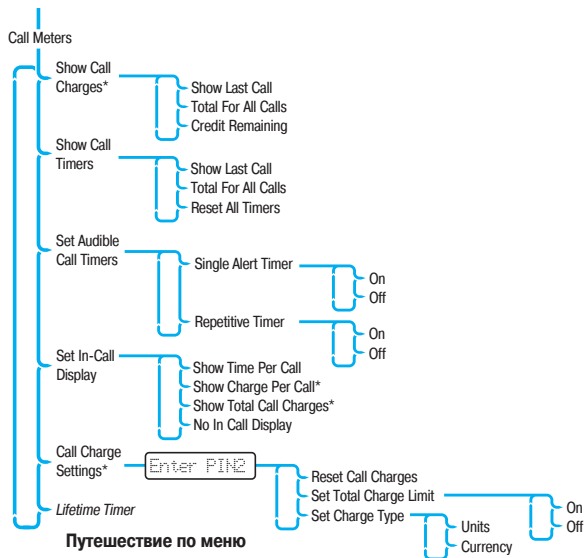 Call Meters
Show Call
Charges*
Show Last Call
Total For All Calls
Credit Remaining
Show Call
Timers
Show Last Call
Total For All Calls
Reset All Timers
Set Audible
Call Timers
Single Alert Timer
On
Off
Repetitive Timer
On
Off
Set In-Call
Display
Show Time Per Call
Show Charge Per Call*
Show Total Call Charges*
No In Call Display
Call Charge
Settings*
Enter PIN2
Reset Call Charges
Set Total Charge Limit
On
Off
Set Charge Type
Units
Currency
Lifetime Timer
Путешествие по меню